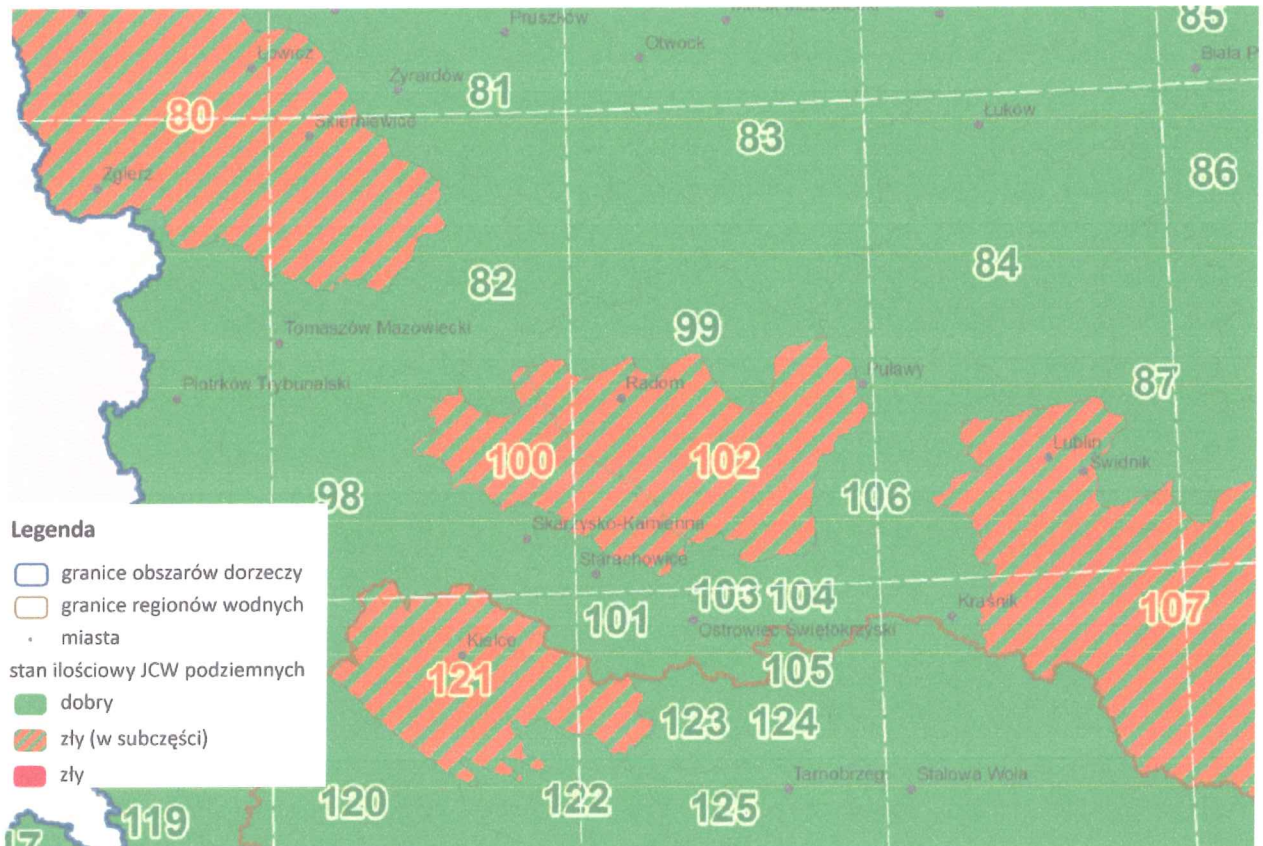 Pruszków
85
Otwock
Łowicz
Biała P
Żyrardów
81
Łuków
80
Skierniewice
83
86
Zgierz
84
82
Tomaszów Mazowiecki
99
Puławy
Piotrków Trybunalski
Radom
87
Lublin
Świdnik
100
102
98
106
Skarżysko-Kamienna
Starachowice
103
104
Kraśnik
107
101
Ostrowiec Świętokrzyski
Kielce
105
121
123
124
Tarnobrzeg
Stalowa Wola
120
122
125
119
17
Legenda
granice obszarów dorzeczy
granice regionów wodnych
miasta
stan ilościowy JCW podziemnych
dobry
zły (w subczęści)
zły